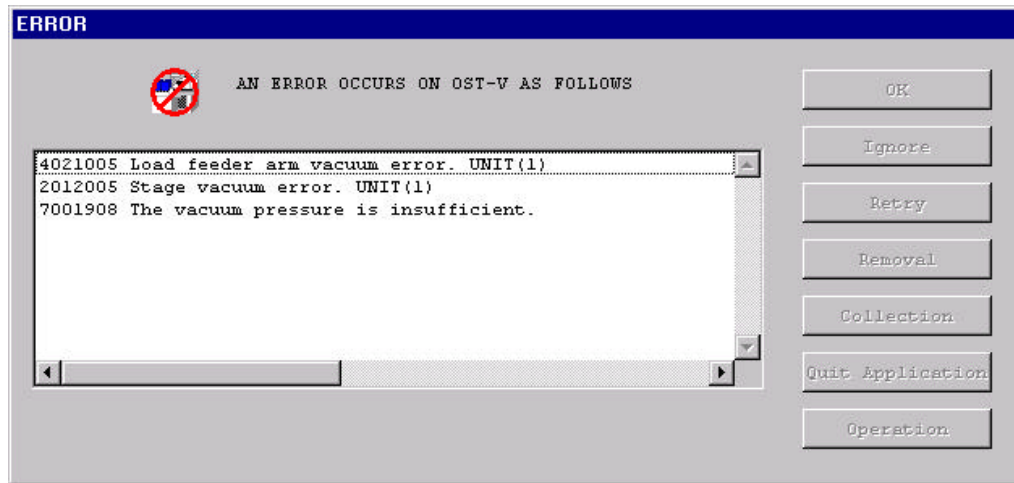 ERROR
AN ERROR OCCURS ON OST-V AS FOLLOWS
4021005 Load feeder arm vacuum error. UNIT(1)
2012005 Stage vacuum error. UNIT(1)
7001908 The vacuum pressure is insufficient.
OK
Ignore
Retry
Removal
Collection
Quit Application
Operation